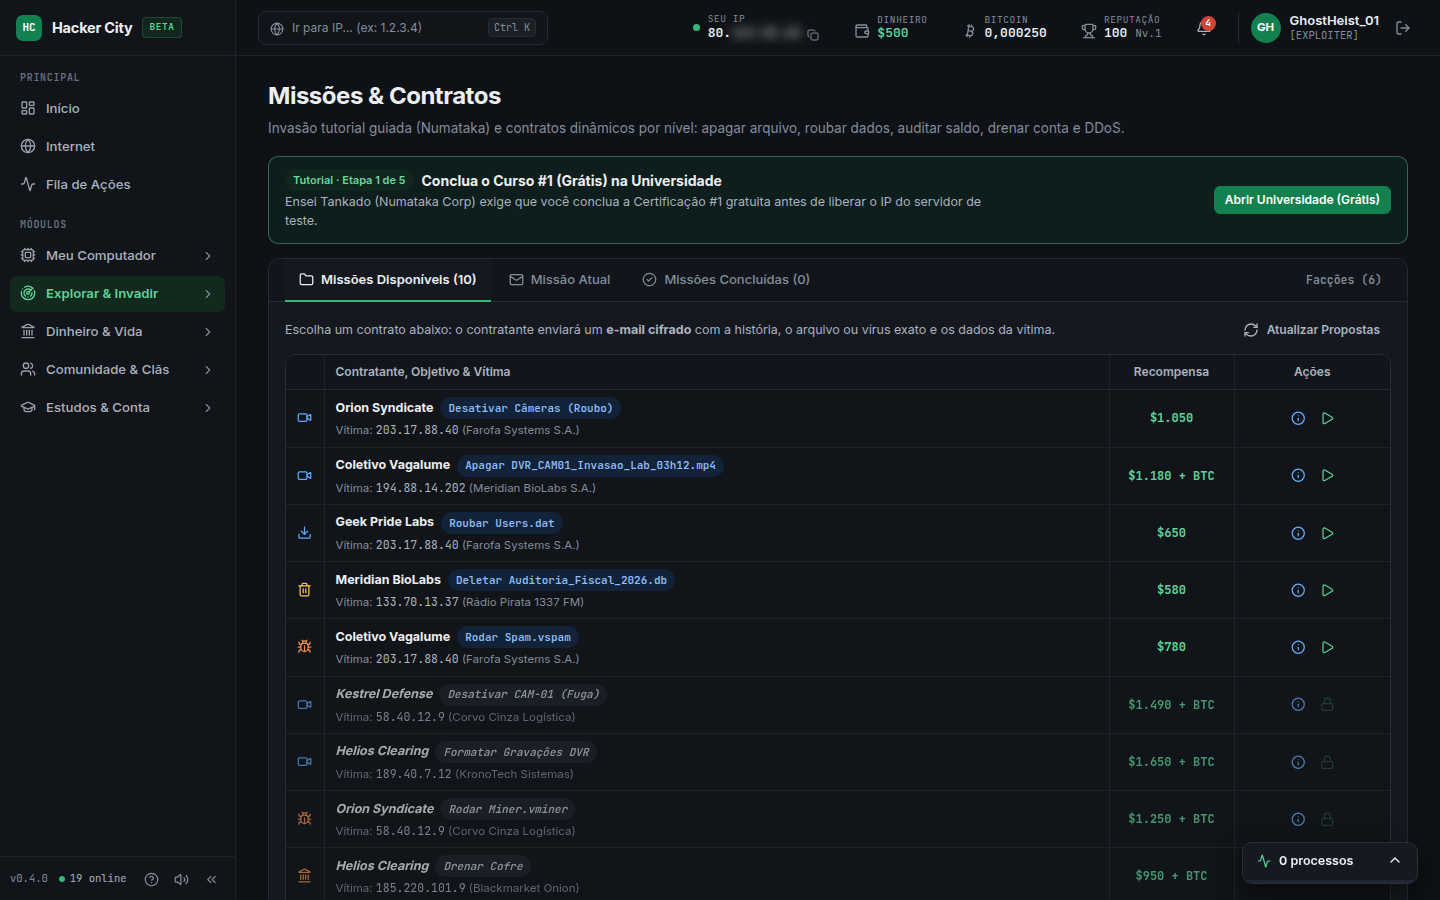 HC Hacker City BETA
Ir para IP... (ex: 1.2.3.4) Ctrl K
SEU IP
80.
DINHEIRO
$500
BITCOIN
0,000250
REPUTAÇÃO
100 Nv.1
4
GH
GhostHeist_01
[EXPLOITER]
PRINCIPAL
Início
Internet
Fila de Ações
MÓDULOS
Meu Computador
Explorar & Invadir
Dinheiro & Vida
Comunidade & Clãs
Estudos & Conta
v0.4.0 19 online
Missões & Contratos
Invasão tutorial guiada (Numataka) e contratos dinâmicos por nível: apagar arquivo, roubar dados, auditar saldo, drenar conta e DDoS.
Tutorial · Etapa 1 de 5 Conclua o Curso #1 (Grátis) na Universidade
Ensei Tankado (Numataka Corp) exige que você conclua a Certificação #1 gratuita antes de liberar o IP do servidor de
teste.
Abrir Universidade (Grátis)
Missões Disponíveis (10) Missão Atual Missões Concluídas (0) Facções (6)
Escolha um contrato abaixo: o contratante enviará um e-mail cifrado com a história, o arquivo ou vírus exato e os dados da vítima.
Atualizar Propostas
Contratante, Objetivo & Vítima Recompensa Ações
Orion Syndicate Desativar Câmeras (Roubo)
Vítima: 203.17.88.40 (Farofa Systems S.A.)
$1.050
Coletivo Vagalume Apagar DVR_CAM01_Invasao_Lab_03h12.mp4
Vítima: 194.88.14.202 (Meridian BioLabs S.A.)
$1.180 + BTC
Geek Pride Labs Roubar Users.dat
Vítima: 203.17.88.40 (Farofa Systems S.A.)
$650
Meridian BioLabs Deletar Auditoria_Fiscal_2026.db
Vítima: 133.70.13.37 (Rádio Pirata 1337 FM)
$580
Coletivo Vagalume Rodar Spam.vspam
Vítima: 203.17.88.40 (Farofa Systems S.A.)
$780
Kestrel Defense Desativar CAM-01 (Fuga)
Vítima: 58.40.12.9 (Corvo Cinza Logística)
$1.490 + BTC
Helios Clearing Formatar Gravações DVR
Vítima: 189.40.7.12 (KronoTech Sistemas)
$1.650 + BTC
Orion Syndicate Rodar Miner.vminer
Vítima: 58.40.12.9 (Corvo Cinza Logística)
$1.250 + BTC
Helios Clearing Drenar Cofre
Vítima: 185.220.101.9 (Blackmarket Onion)
$950 + BTC
0 processos